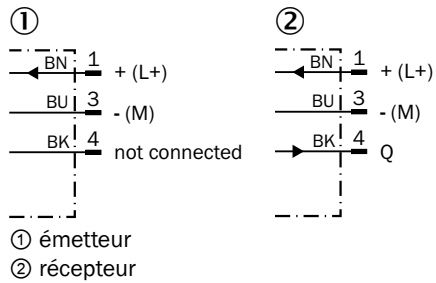 ①
BN 1 + (L+)
BU 3 - (M)
BK 4 not connected
②
BN 1 + (L+)
BU 3 - (M)
BK 4 Q
① émetteur
② récepteur